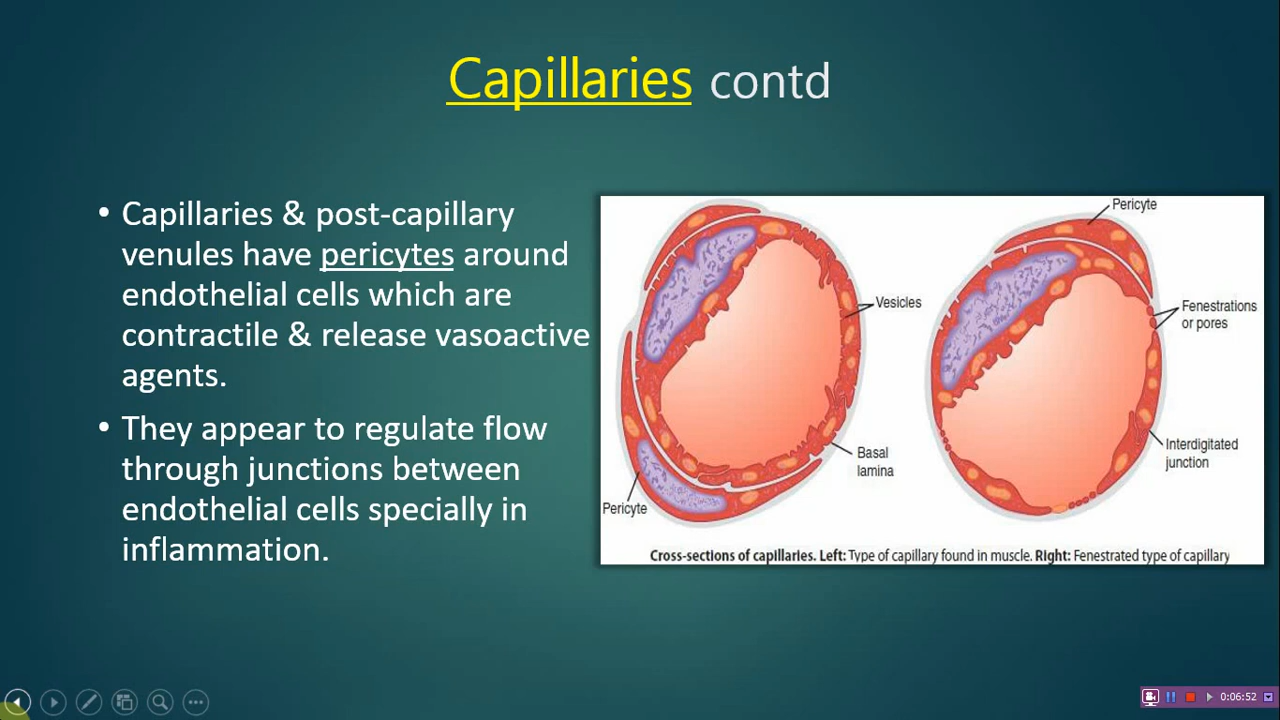 Capillaries contd
• Capillaries & post-capillary
venules have pericytes around
endothelial cells which are
contractile & release vasoactive
agents.
• They appear to regulate flow
through junctions between
endothelial cells specially in
inflammation.
Pericyte
Vesicles
Fenestrations
or pores
Basal
lamina
Interdigitated
junction
Pericyte
Cross-sections of capillaries. Left: Type of capillary found in muscle. Right: Fenestrated type of capillary
0:06:52